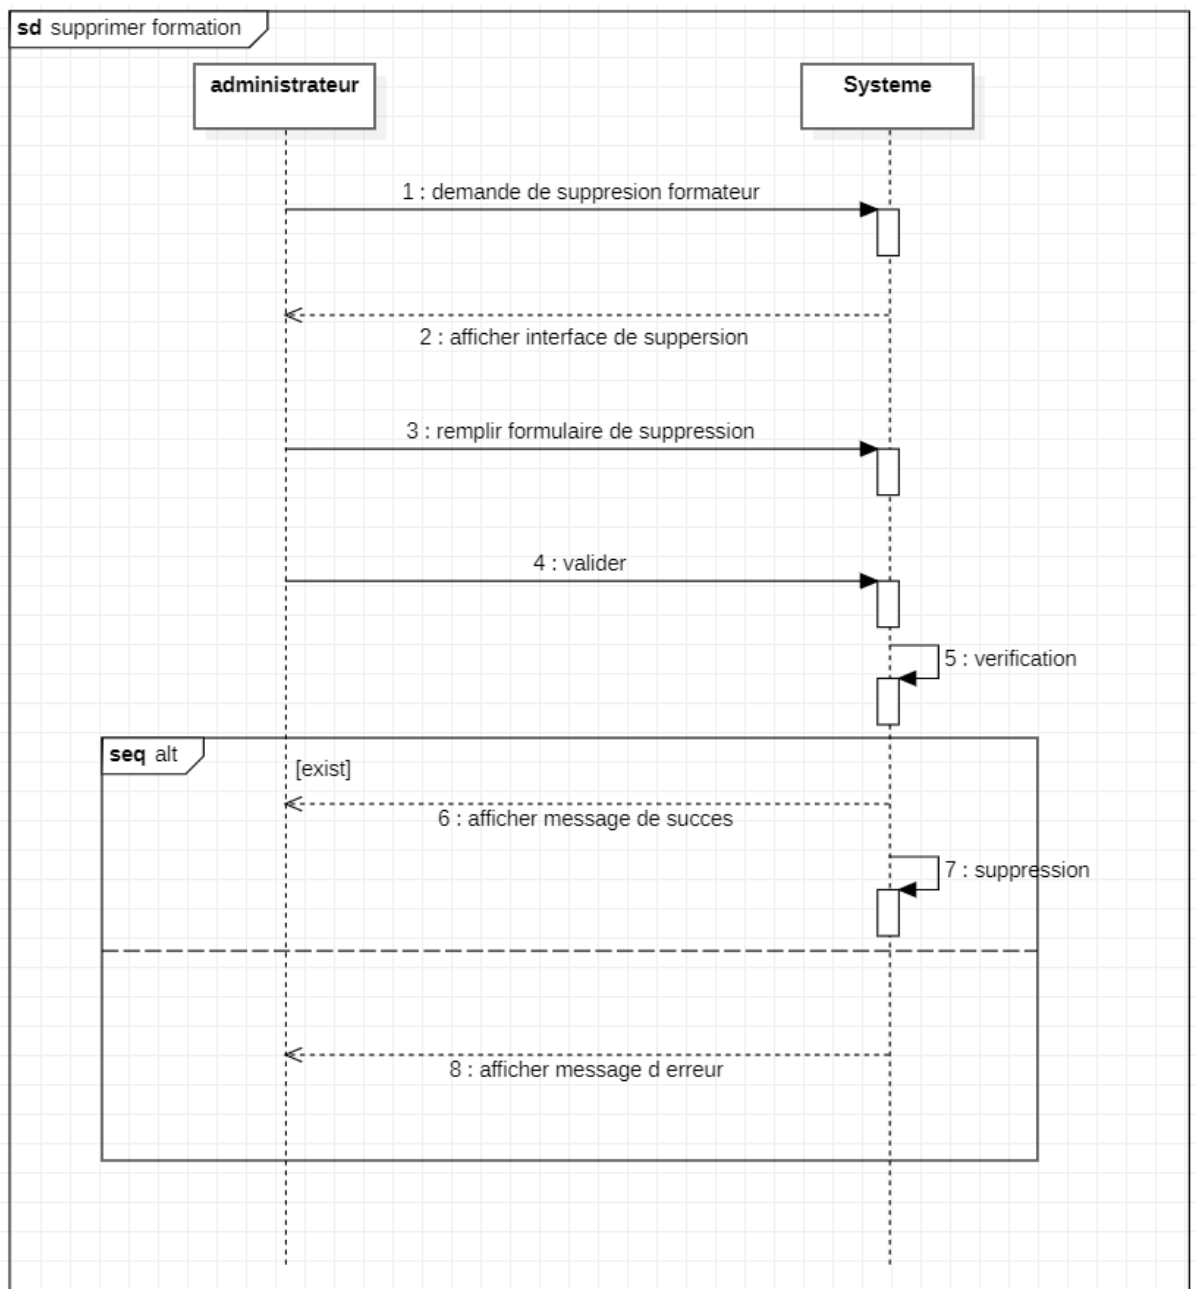 sd supprimer formation
administrateur
Systeme
1 : demande de suppresion formateur
2 : afficher interface de suppersion
3 : remplir formulaire de suppression
4 : valider
5 : verification
seq alt
[exist]
6 : afficher message de succes
7 : suppression
8 : afficher message d erreur